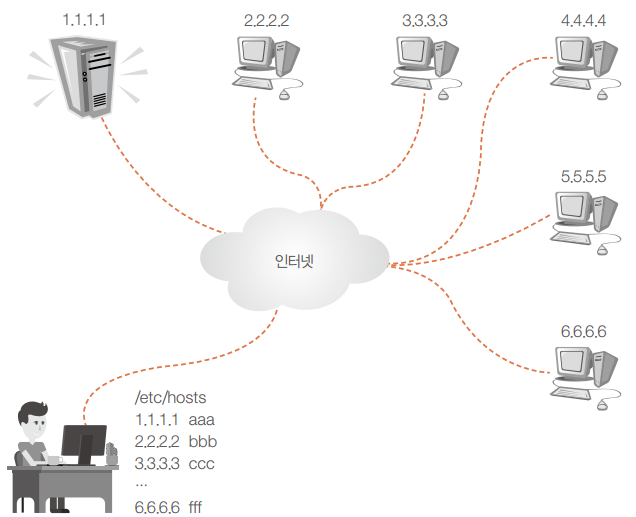 1.1.1.1
2.2.2.2
3.3.3.3
4.4.4.4
5.5.5.5
인터넷
6.6.6.6
/etc/hosts
1.1.1.1 aaa
2.2.2.2 bbb
3.3.3.3 ccc
...
6.6.6.6 fff